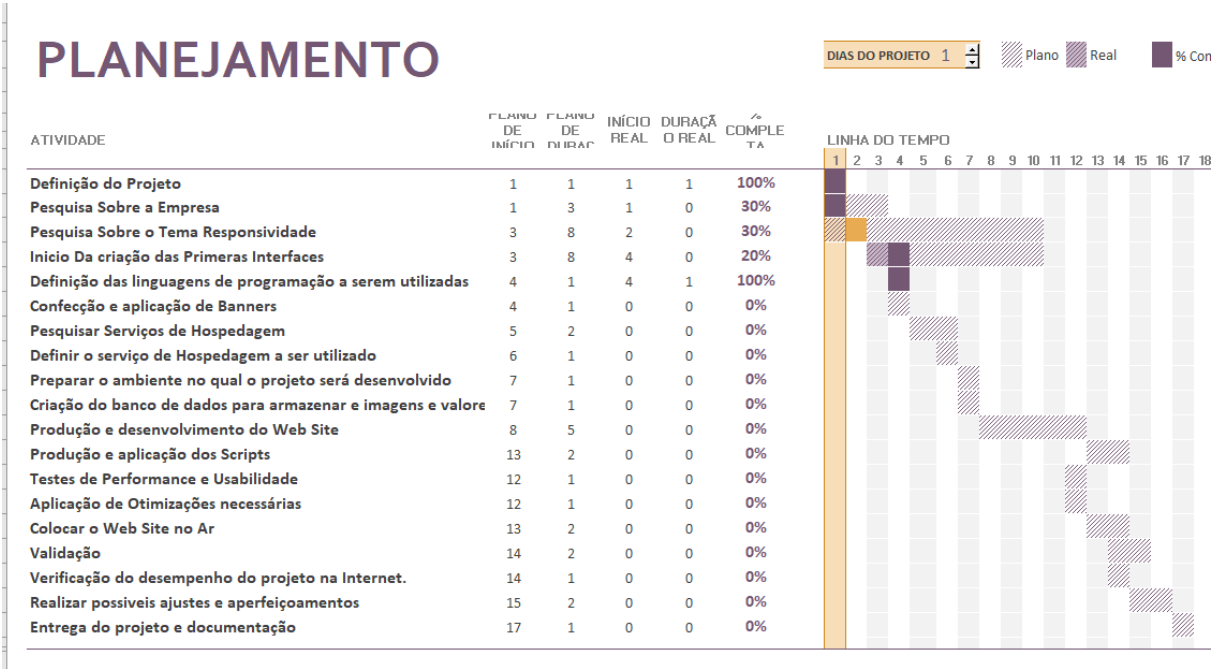 PLANEJAMENTO
DIAS DO PROJETO 1 Plano Real % Con
ATIVIDADE PLANO DE INÍCIO PLANO DE DURAÇ INÍCIO REAL DURAÇÃO REAL % COMPLETA LINHA DO TEMPO
1 2 3 4 5 6 7 8 9 10 11 12 13 14 15 16 17 18
Definição do Projeto 1 1 1 1 100%
Pesquisa Sobre a Empresa 1 3 1 0 30%
Pesquisa Sobre o Tema Responsividade 3 8 2 0 30%
Inicio Da criação das Primeras Interfaces 3 8 4 0 20%
Definição das linguagens de programação a serem utilizadas 4 1 4 1 100%
Confecção e aplicação de Banners 4 1 0 0 0%
Pesquisar Serviços de Hospedagem 5 2 0 0 0%
Definir o serviço de Hospedagem a ser utilizado 6 1 0 0 0%
Preparar o ambiente no qual o projeto será desenvolvido 7 1 0 0 0%
Criação do banco de dados para armazenar e imagens e valore 7 1 0 0 0%
Produção e desenvolvimento do Web Site 8 5 0 0 0%
Produção e aplicação dos Scripts 13 2 0 0 0%
Testes de Performance e Usabilidade 12 1 0 0 0%
Aplicação de Otimizações necessárias 12 1 0 0 0%
Colocar o Web Site no Ar 13 2 0 0 0%
Validação 14 2 0 0 0%
Verificação do desempenho do projeto na Internet. 14 1 0 0 0%
Realizar possiveis ajustes e aperfeiçoamentos 15 2 0 0 0%
Entrega do projeto e documentação 17 1 0 0 0%